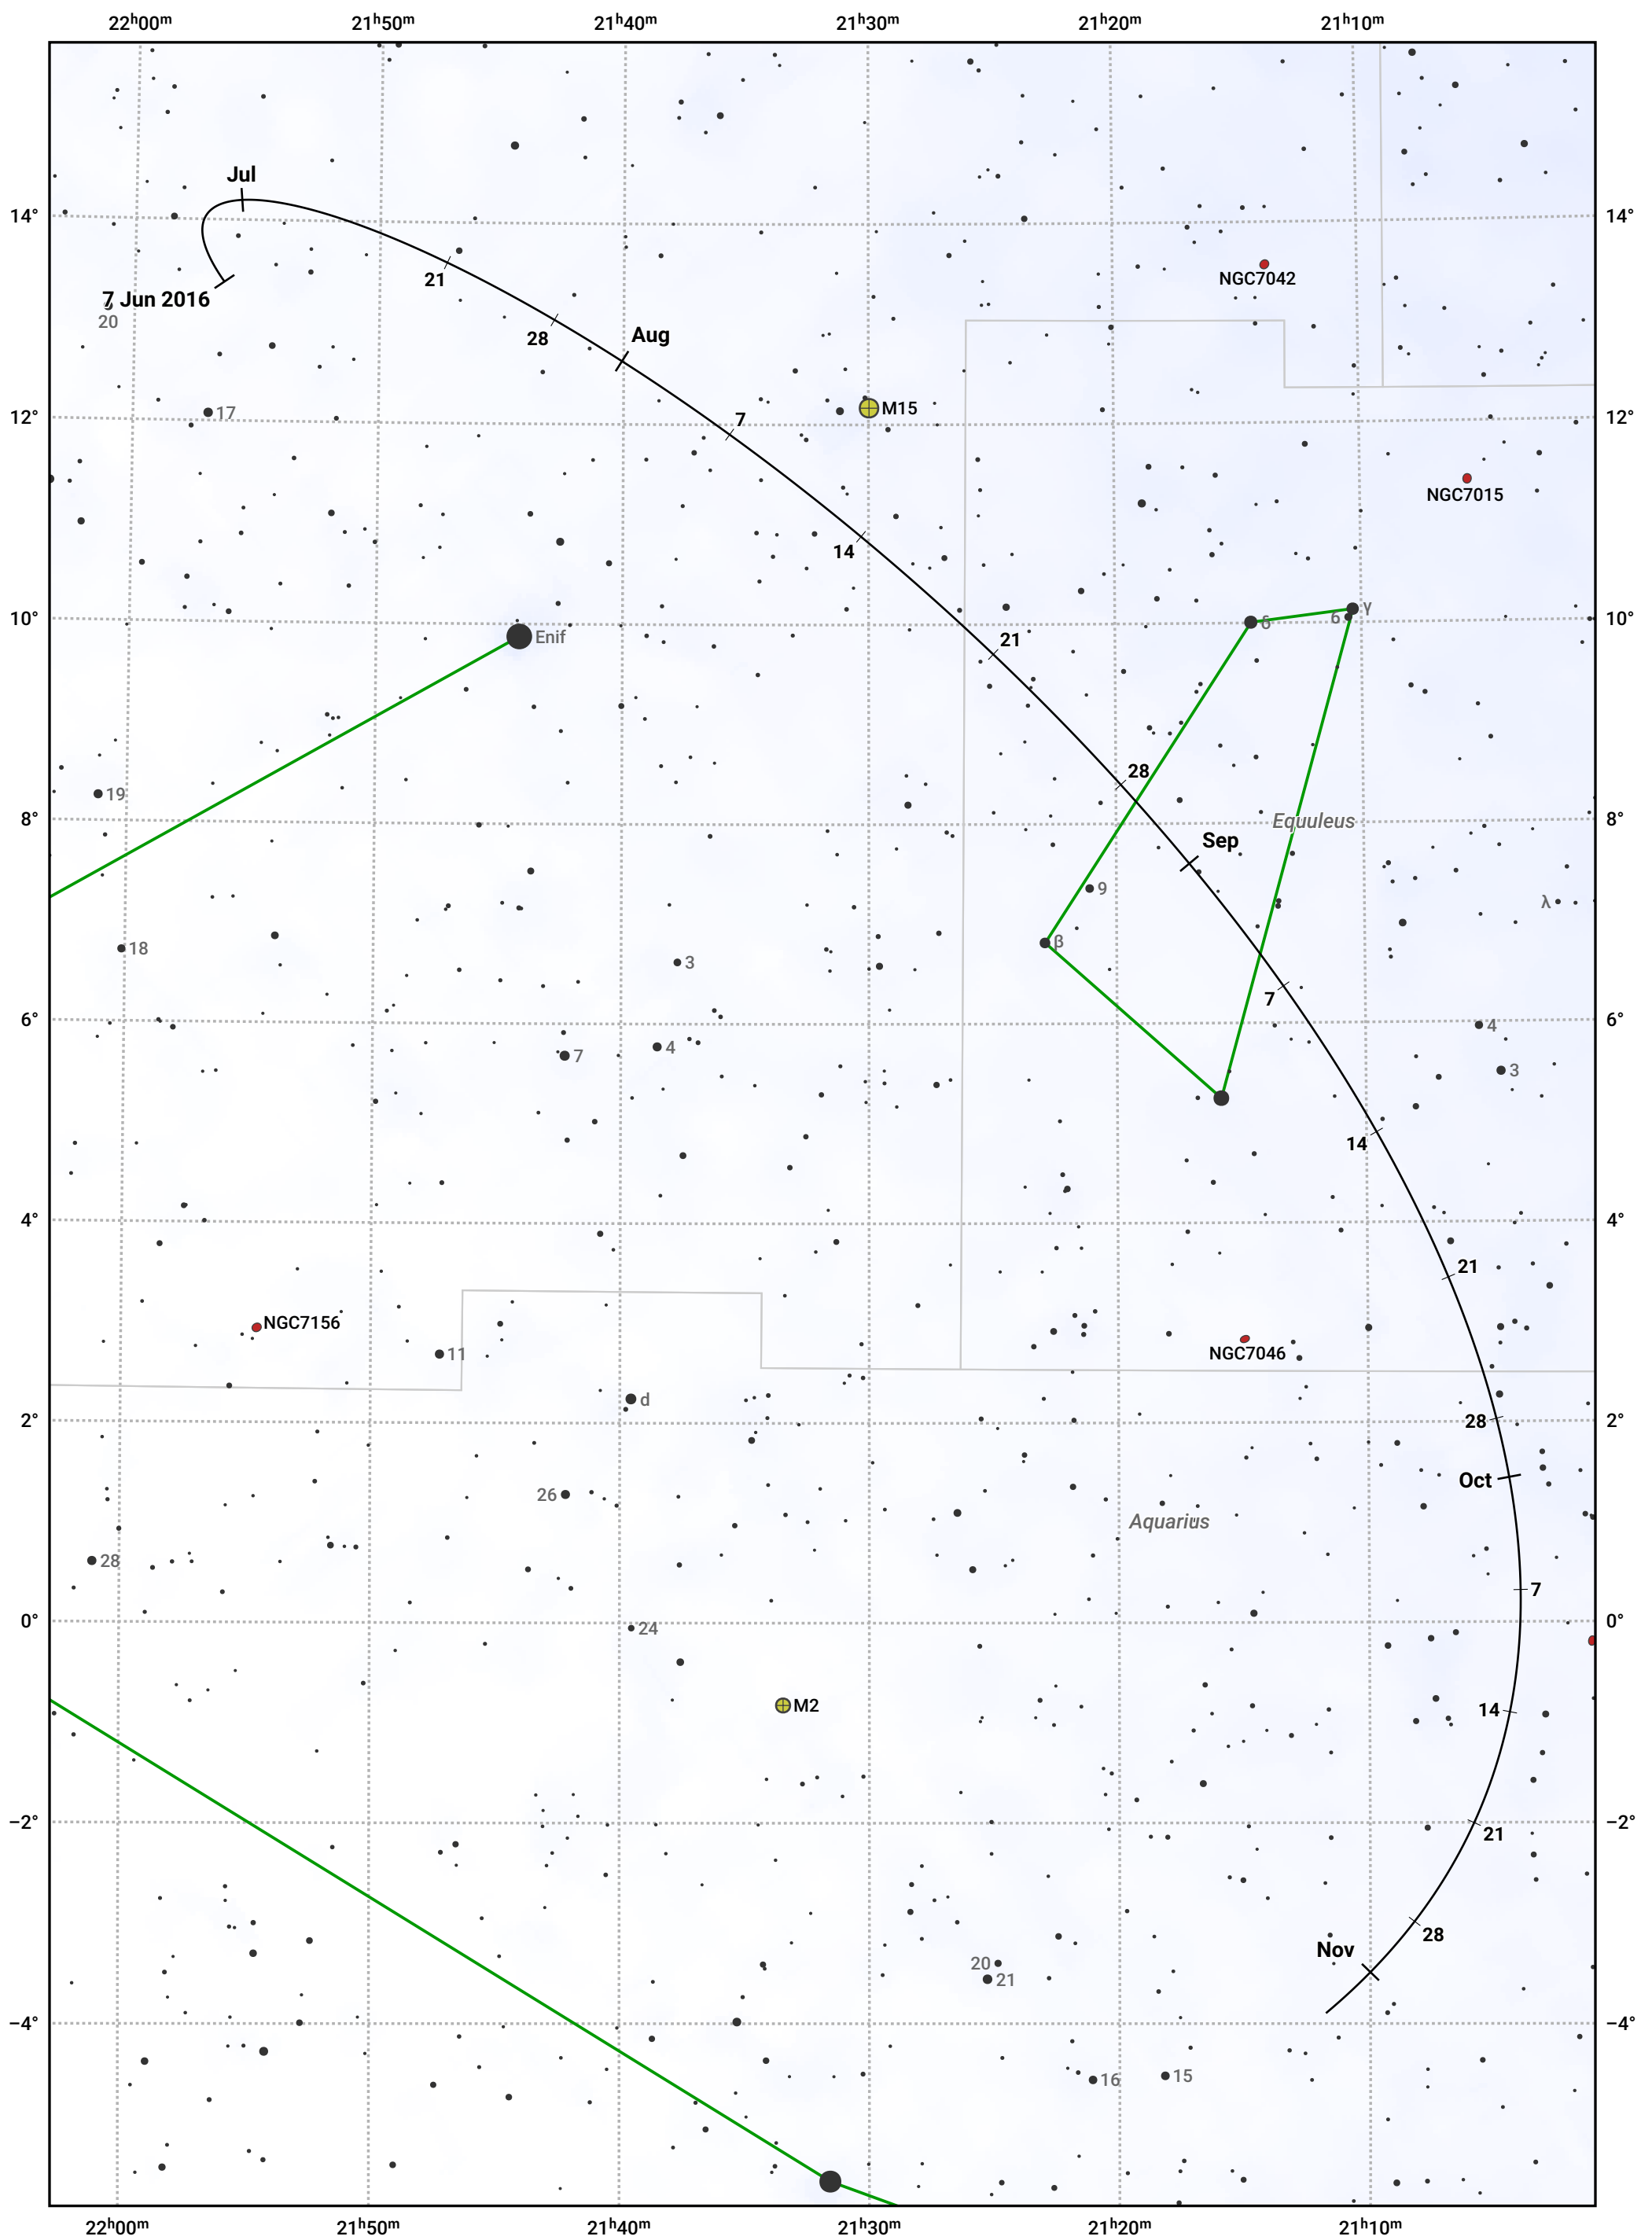 22h00m 21h50m 21h40m 21h30m 21h20m 21h10m
Jul
14° 14°
21
NGC7042
7 Jun 2016
20
28
Aug
12° 12°
17
7
M15
NGC7015
14
10° 10°
Enif
21
6 6 γ
28
19
8° 8°
Equuleus
Sep
9
λ
18
β
3
7
6° 6°
4
7
4
3
14
4° 4°
21
NGC7156
11
NGC7046
d
2° 2°
28
26
Oct
Aquarius
28
7
0° 0°
24
M2
14
−2° −2°
21
28
Nov
20
21
−4° −4°
16
15
22h00m 21h50m 21h40m 21h30m 21h20m 21h10m